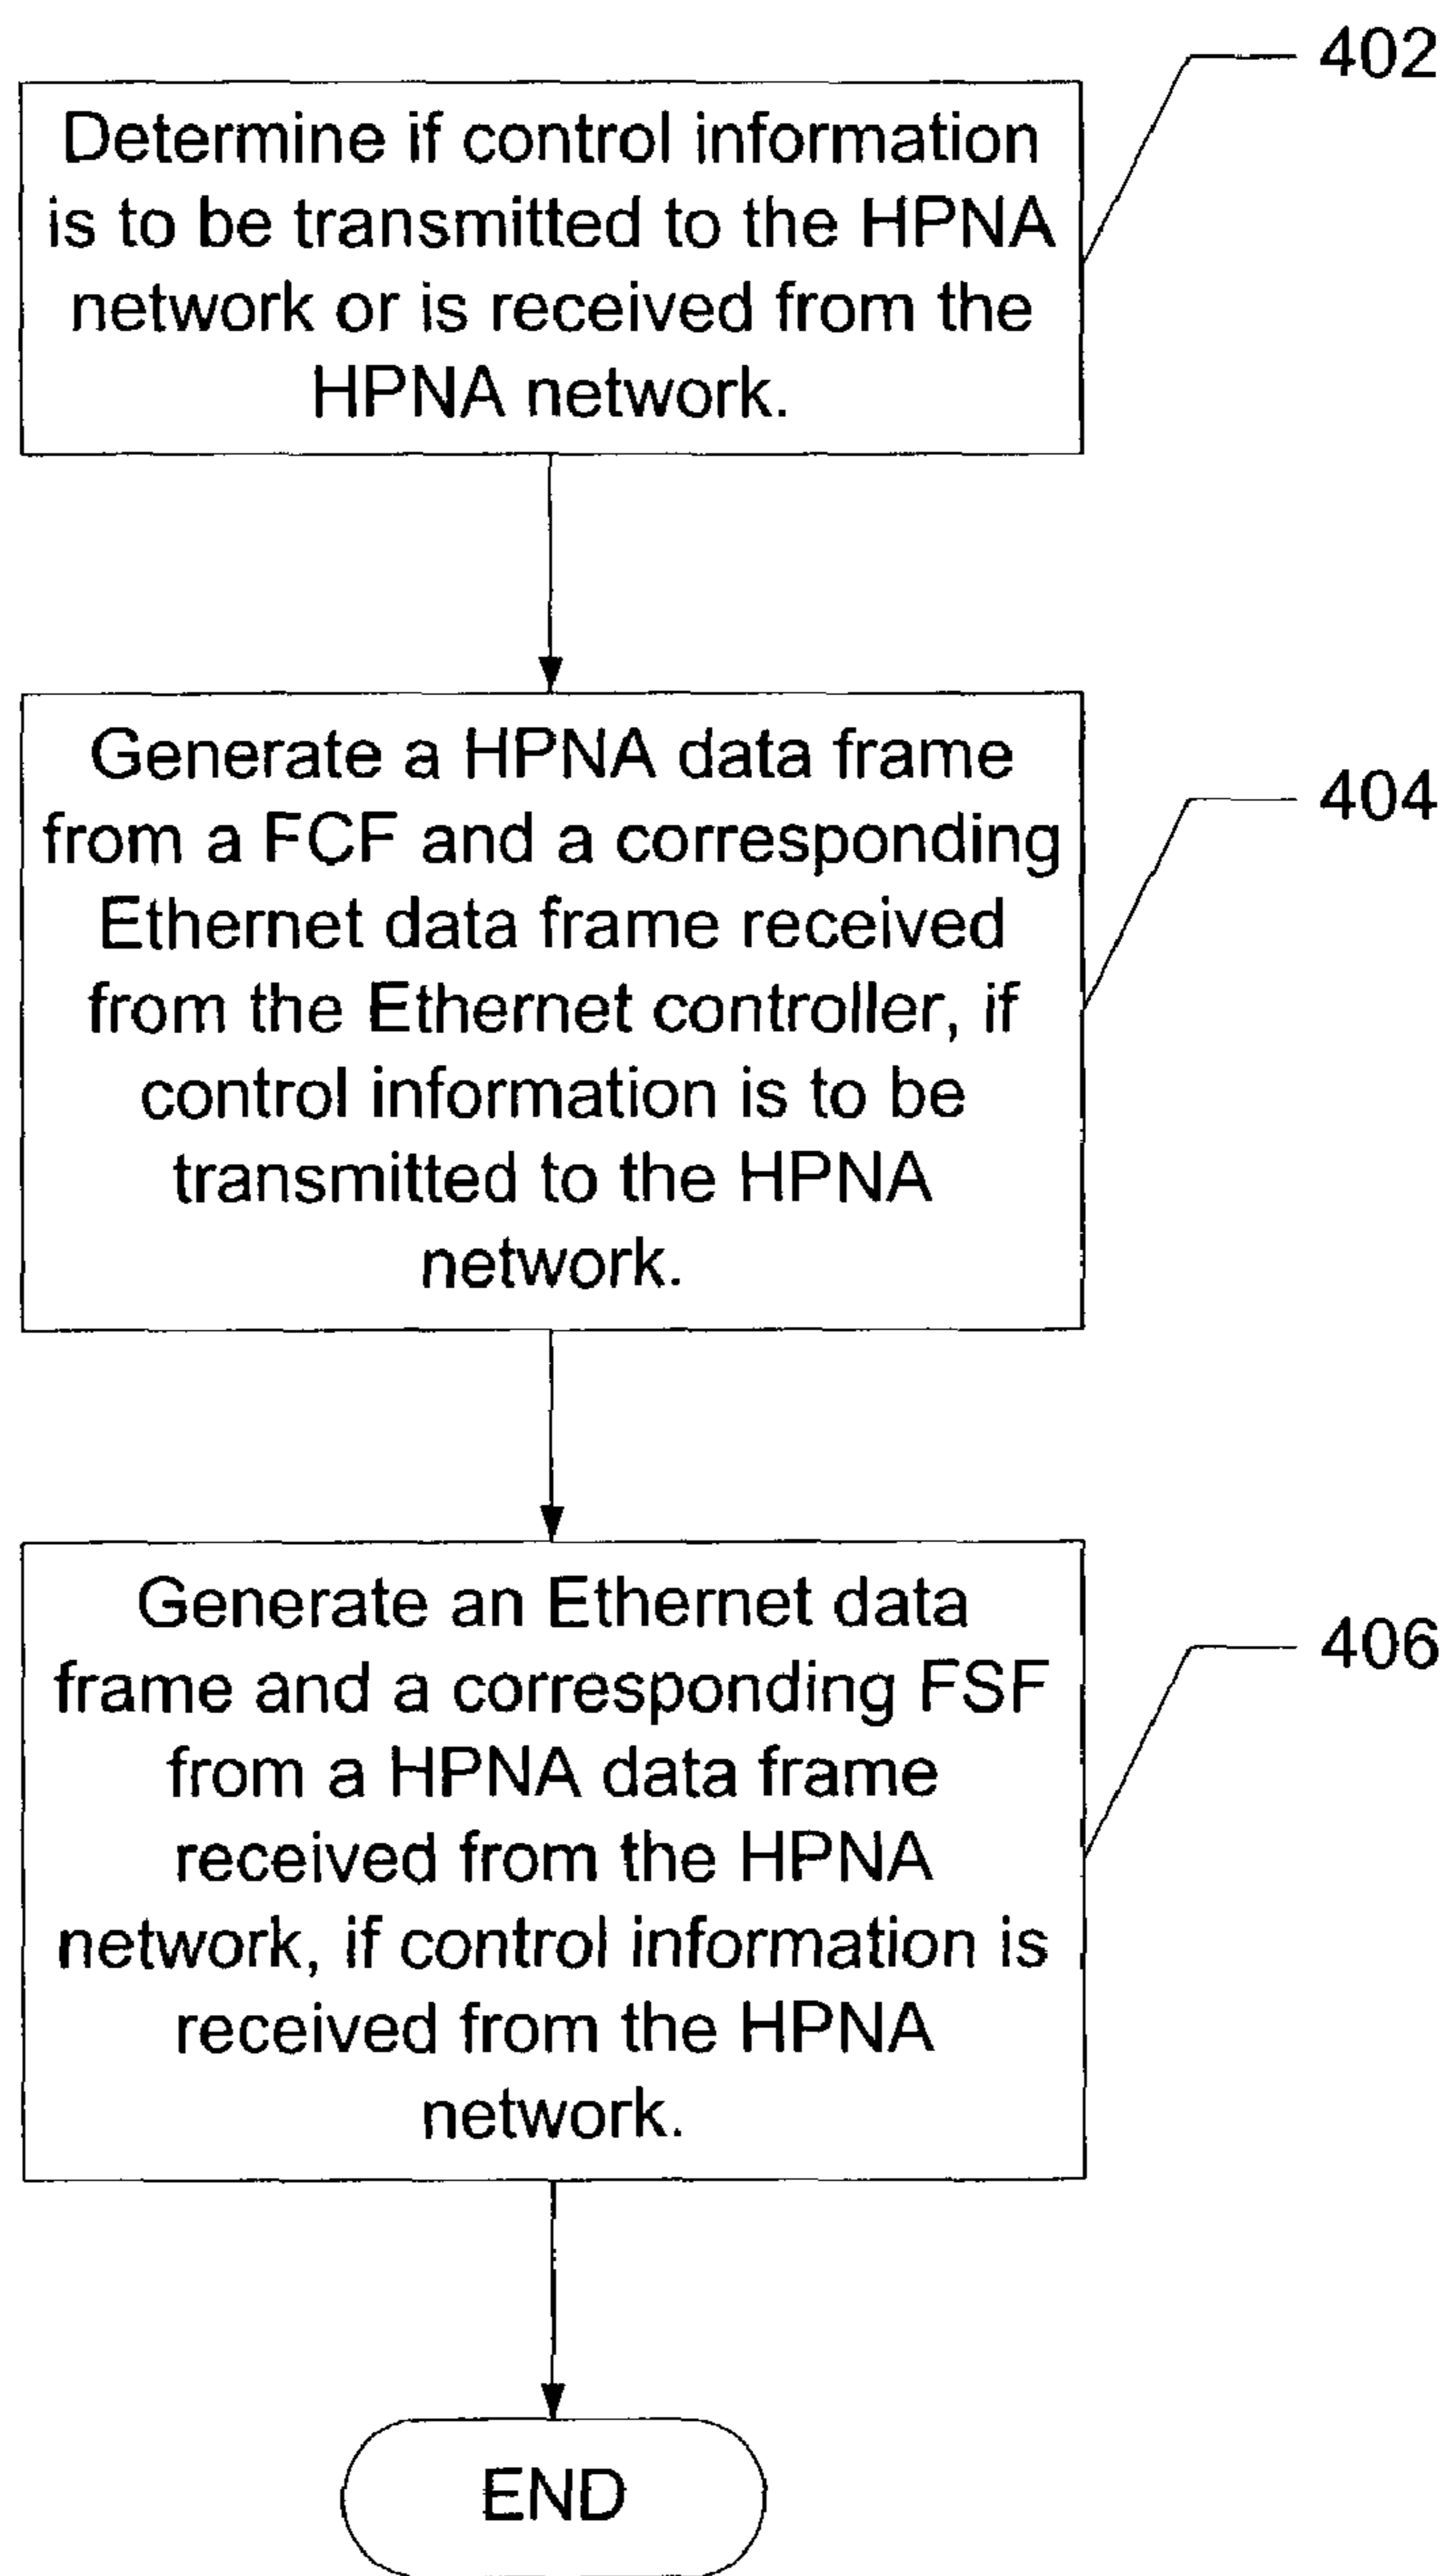 402
Determine if control information
is to be transmitted to the HPNA
network or is received from the
HPNA network.
404
Generate a HPNA data frame
from a FCF and a corresponding
Ethernet data frame received
from the Ethernet controller, if
control information is to be
transmitted to the HPNA
network.
406
Generate an Ethernet data
frame and a corresponding FSF
from a HPNA data frame
received from the HPNA
network, if control information is
received from the HPNA
network.
END